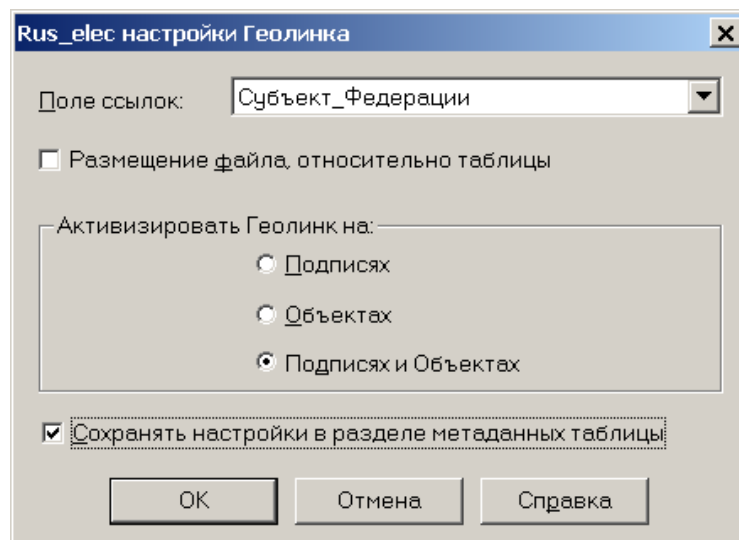 Rus_elec настройки Геолинка
Поле ссылок: Субъект_Федерации
Размещение файла, относительно таблицы
Активизировать Геолинк на:
Подписях
Объектах
Подписях и Объектах
Сохранять настройки в разделе метаданных таблицы
OK Отмена Справка